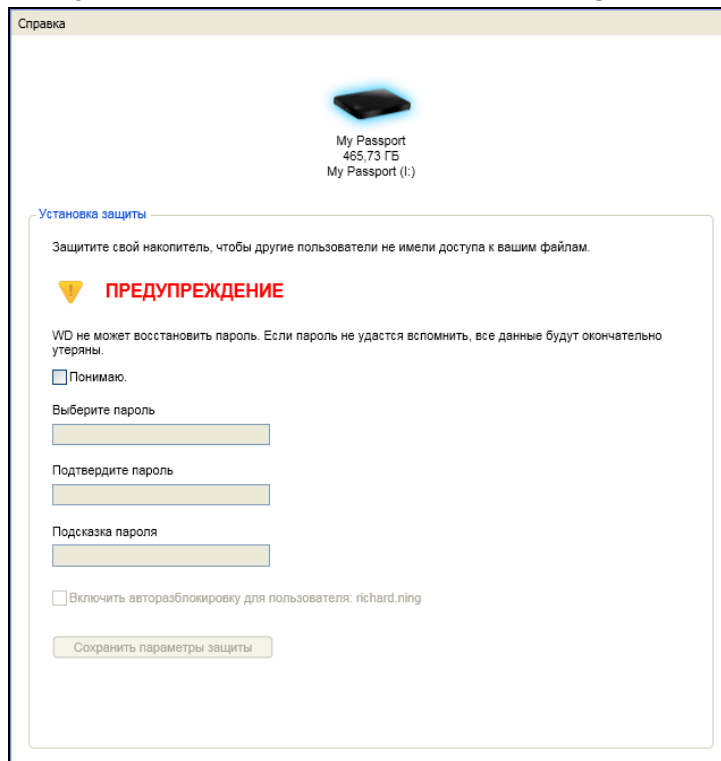 Справка
My Passport
465,73 ГБ
My Passport (I:)
Установка защиты
Защитите свой накопитель, чтобы другие пользователи не имели доступа к вашим файлам.
ПРЕДУПРЕЖДЕНИЕ
WD не может восстановить пароль. Если пароль не удастся вспомнить, все данные будут окончательно
утеряны.
Понимаю.
Выберите пароль
Подтвердите пароль
Подсказка пароля
Включить авторазблокировку для пользователя: richard.ning
Сохранить параметры защиты